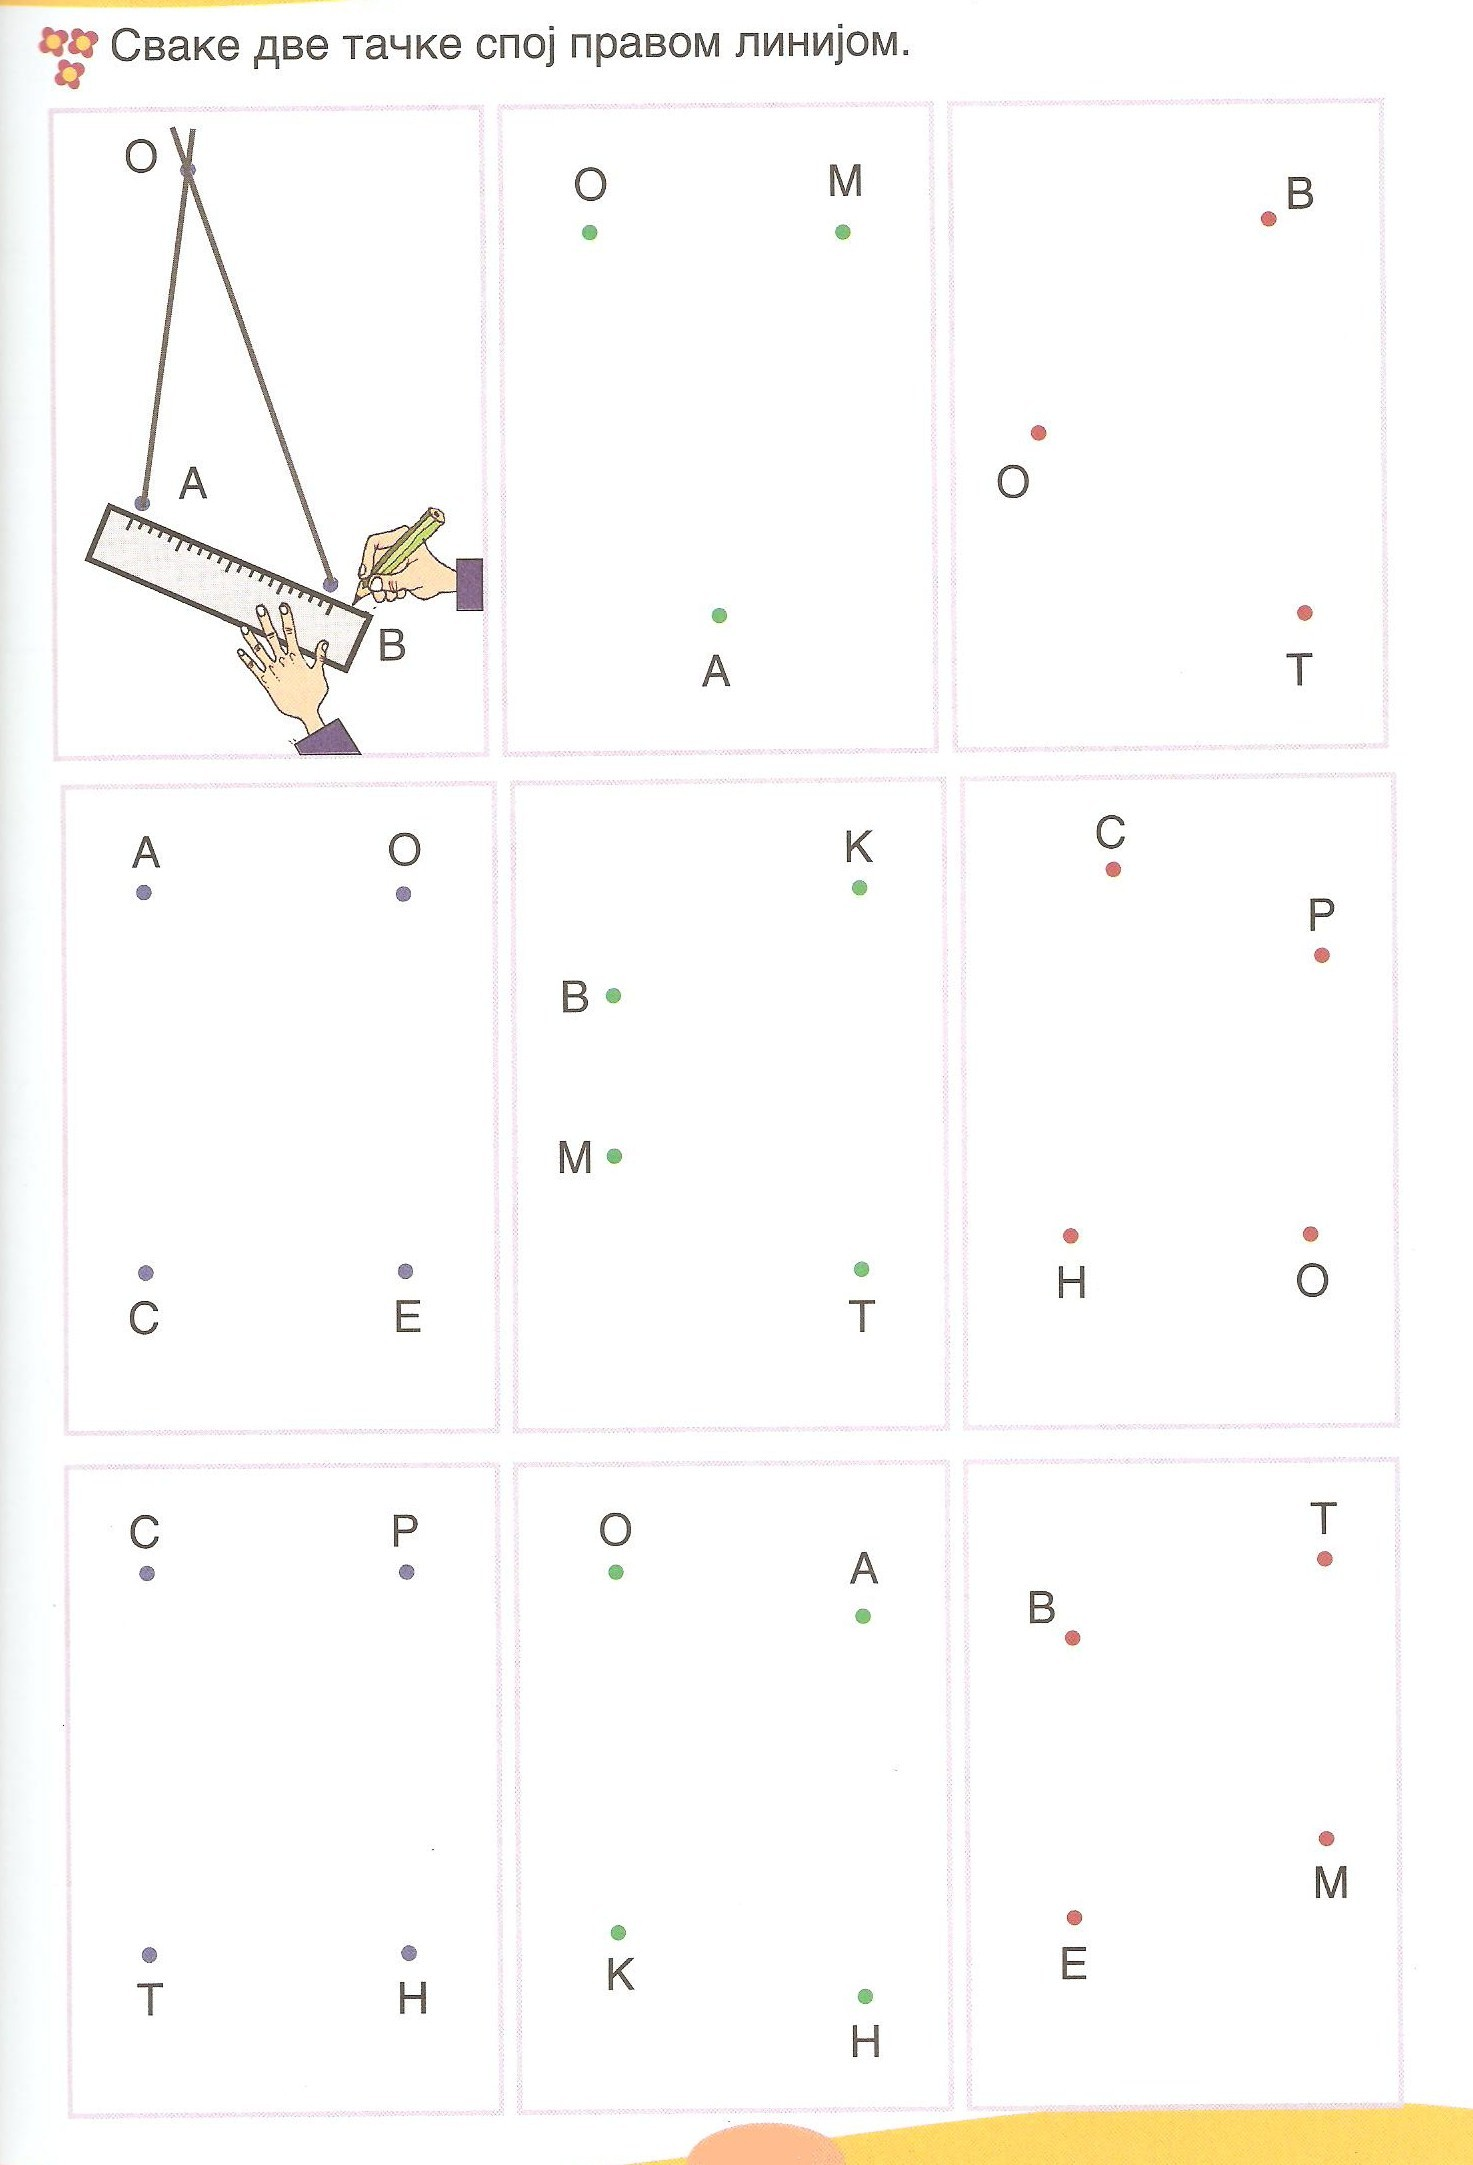 Сваке две тачке спој правом линијом.
О
А
В
О
М
А
В
О
Т
А
О
С
Е
К
В
М
Т
С
Р
Н
О
С
Р
Т
Н
О
А
К
Н
Т
В
М
Е